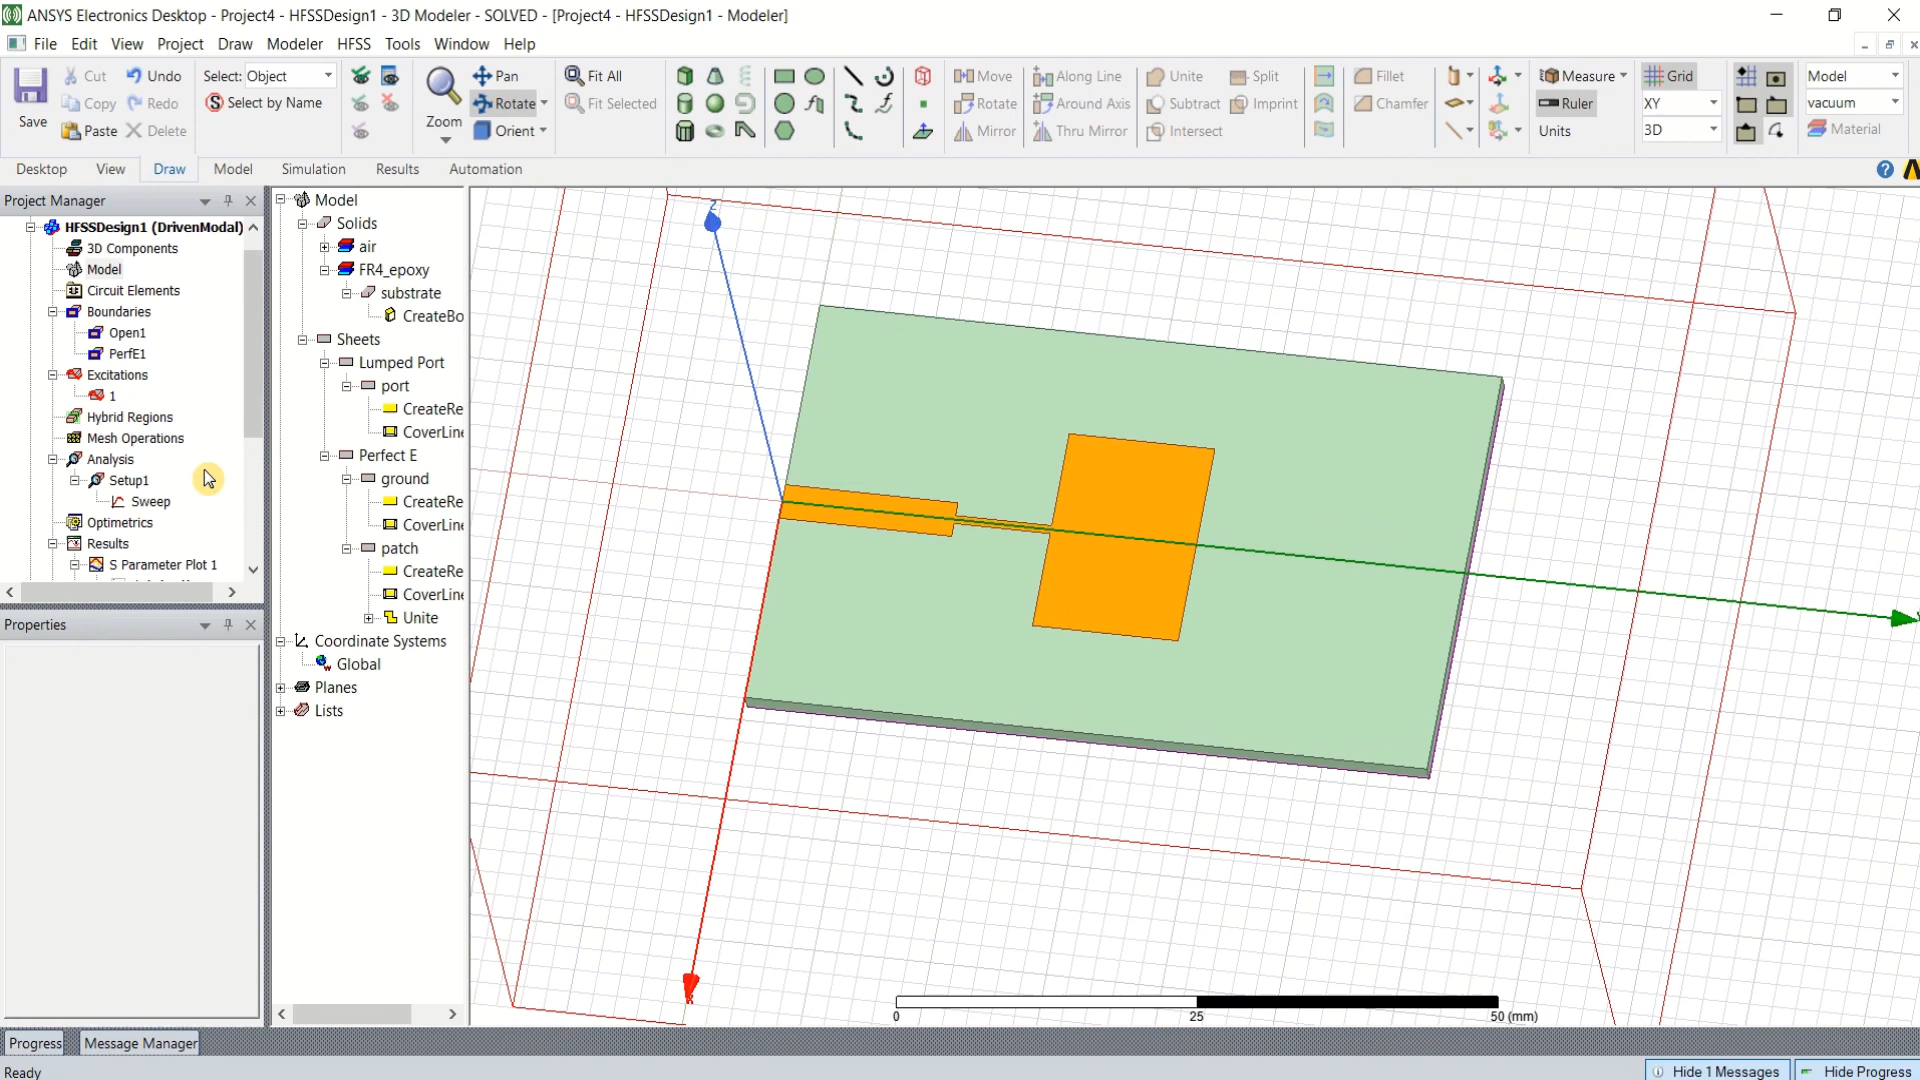 ANSYS Electronics Desktop - Project4 - HFSSDesign1 - 3D Modeler - SOLVED - [Project4 - HFSSDesign1 - Modeler]
File Edit View Project Draw Modeler HFSS Tools Window Help
Save
Cut
Copy
Paste
Undo
Redo
Delete
Select: Object
Select by Name
Zoom
Pan
Rotate
Orient
Fit All
Fit Selected
Move
Rotate
Mirror
Along Line
Around Axis
Thru Mirror
Unite
Subtract
Intersect
Split
Imprint
Fillet
Chamfer
Measure
Ruler
Units
Grid
XY
3D
Model
vacuum
Material
Desktop View Draw Model Simulation Results Automation
Project Manager
HFSSDesign1 (DrivenModal)
3D Components
Model
Circuit Elements
Boundaries
Open1
PerfE1
Excitations
1
Hybrid Regions
Mesh Operations
Analysis
Setup1
Sweep
Optimetrics
Results
S Parameter Plot 1
Properties
Model
Solids
air
FR4_epoxy
substrate
CreateBo
Sheets
Lumped Port
port
CreateRe
CoverLine
Perfect E
ground
CreateRe
CoverLine
patch
CreateRe
CoverLine
Unite
Coordinate Systems
Global
Planes
Lists
Z
0 25 50 (mm)
Progress Message Manager
Ready
Hide 1 Messages Hide Progress